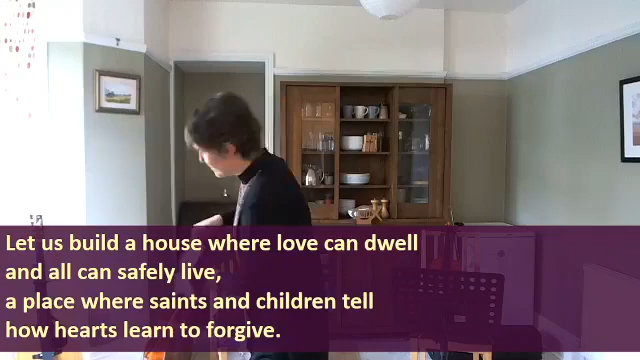 Let us build a house where love can dwell
and all can safely live,
a place where saints and children tell
how hearts learn to forgive.